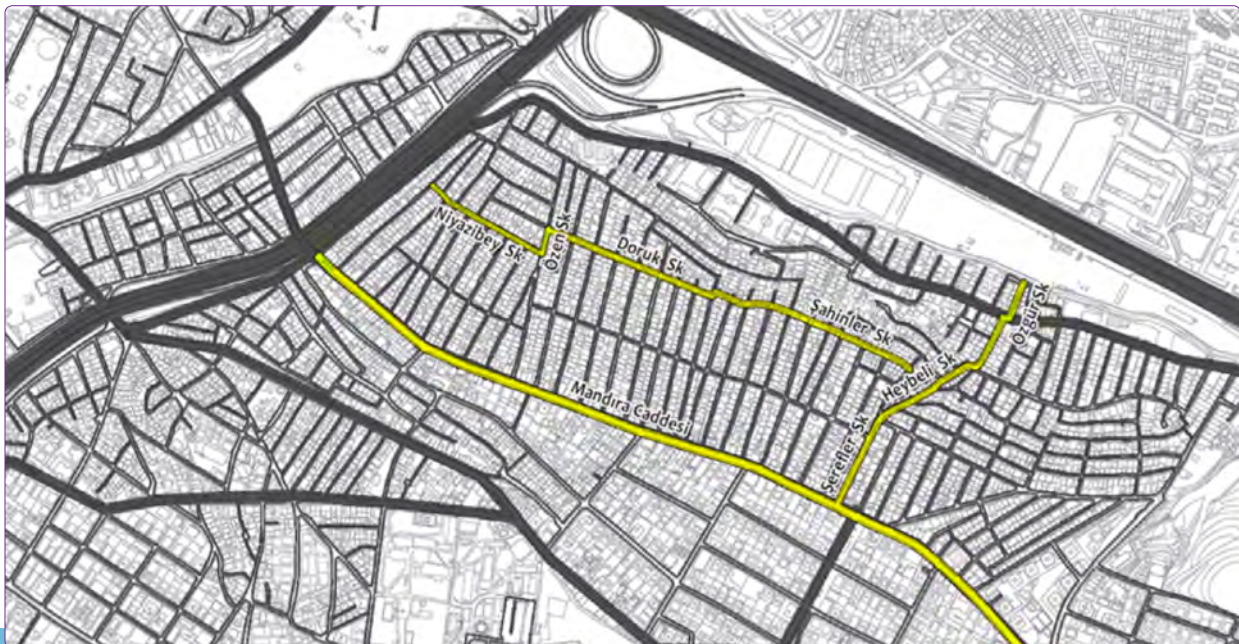 Niyazibey Sk
Özen Sk
Doruk Sk
Şahinler Sk
Özgür Sk
Heybeli Sk
Mandıra Caddesi
Şerefler Sk